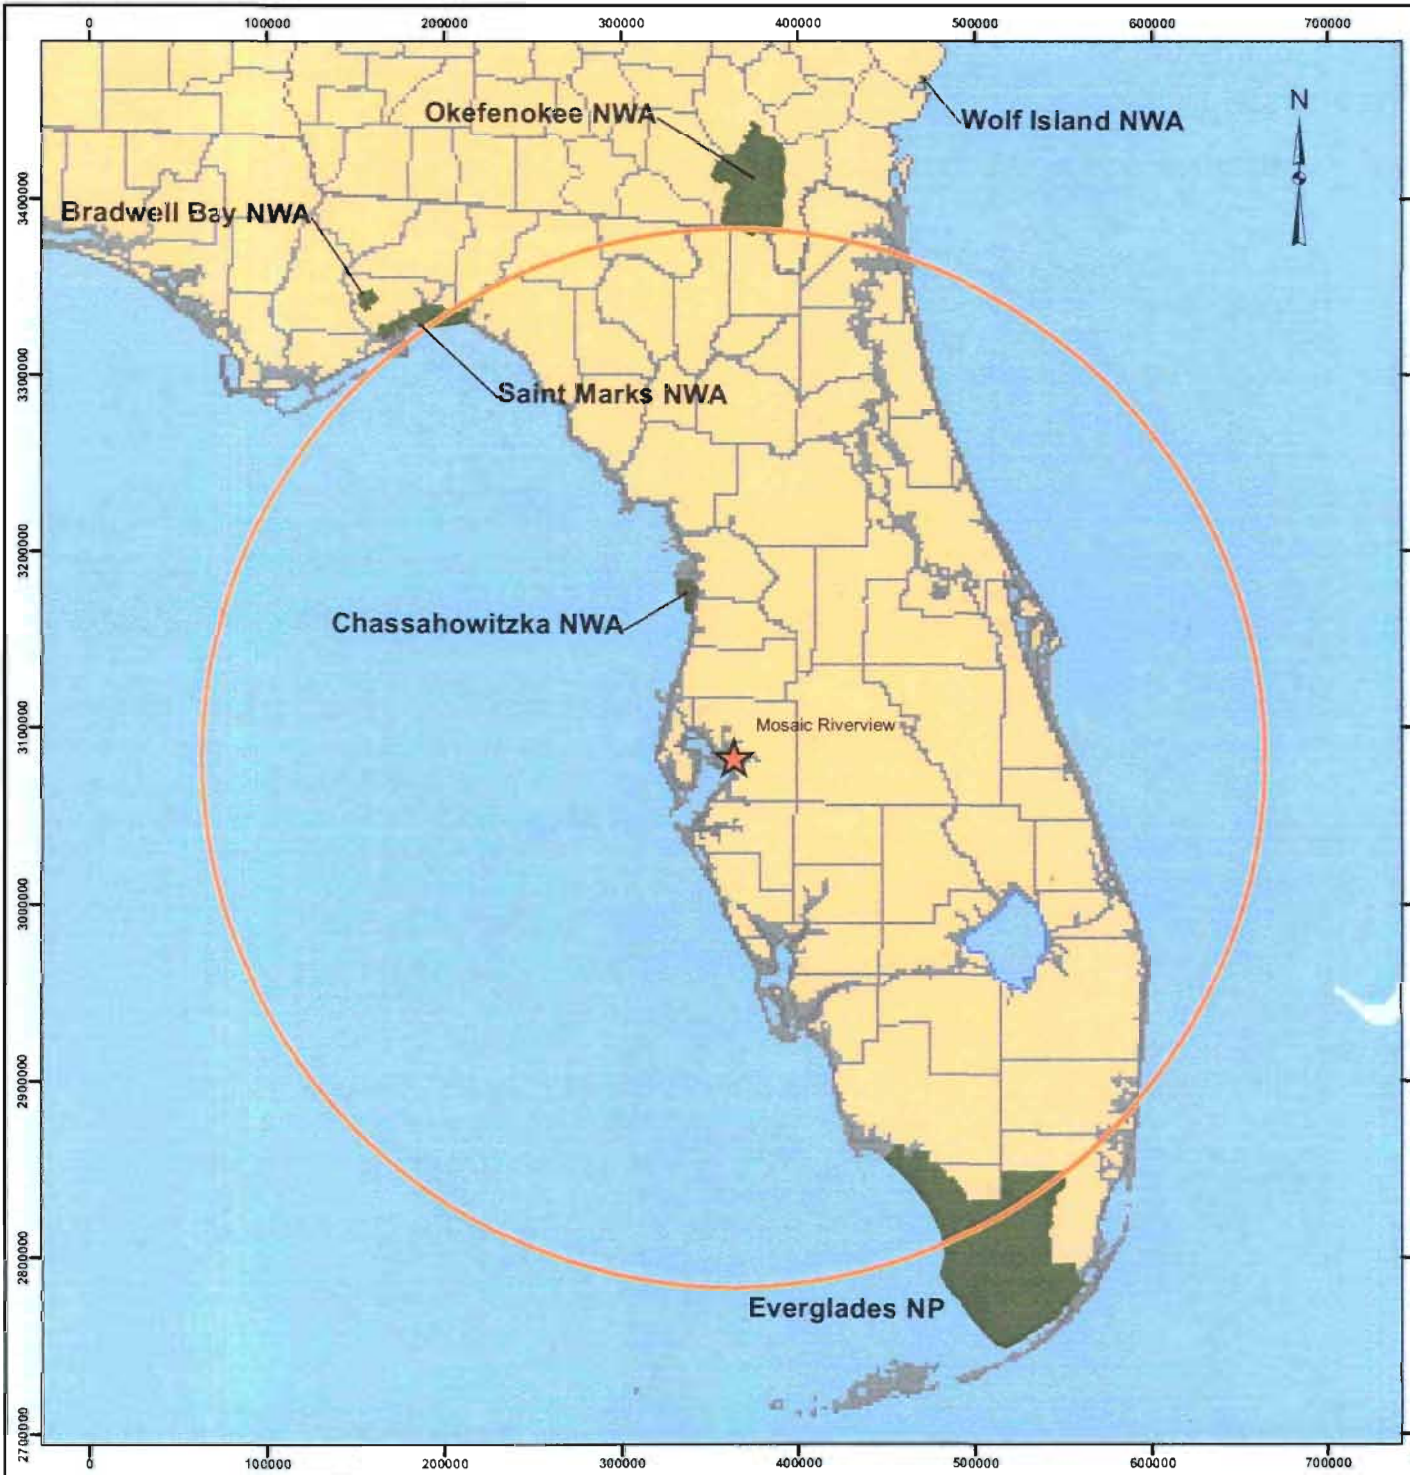 0 100000 200000 300000 400000 500000 600000 700000
N
Okefenokee NWA
Wolf Island NWA
Bradwell Bay NWA
Saint Marks NWA
Chassahowitzka NWA
Mosaic Riverview
Everglades NP
3400000
3300000
3200000
3100000
3000000
2900000
2800000
2700000
0 100000 200000 300000 400000 500000 600000 700000